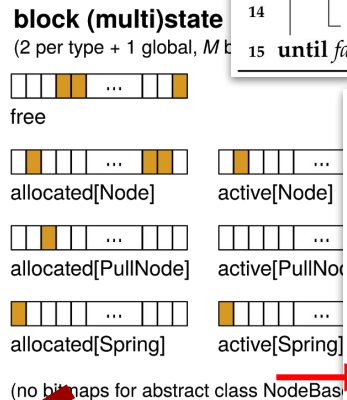 block (multi)state
14
(2 per type + 1 global, M b
15 until fa
...
free
... 
allocated[Node] active[Node]
...
allocated[PullNode] active[PullNod
...
allocated[Spring] active[Spring]
(no bitmaps for abstract class NodeBas